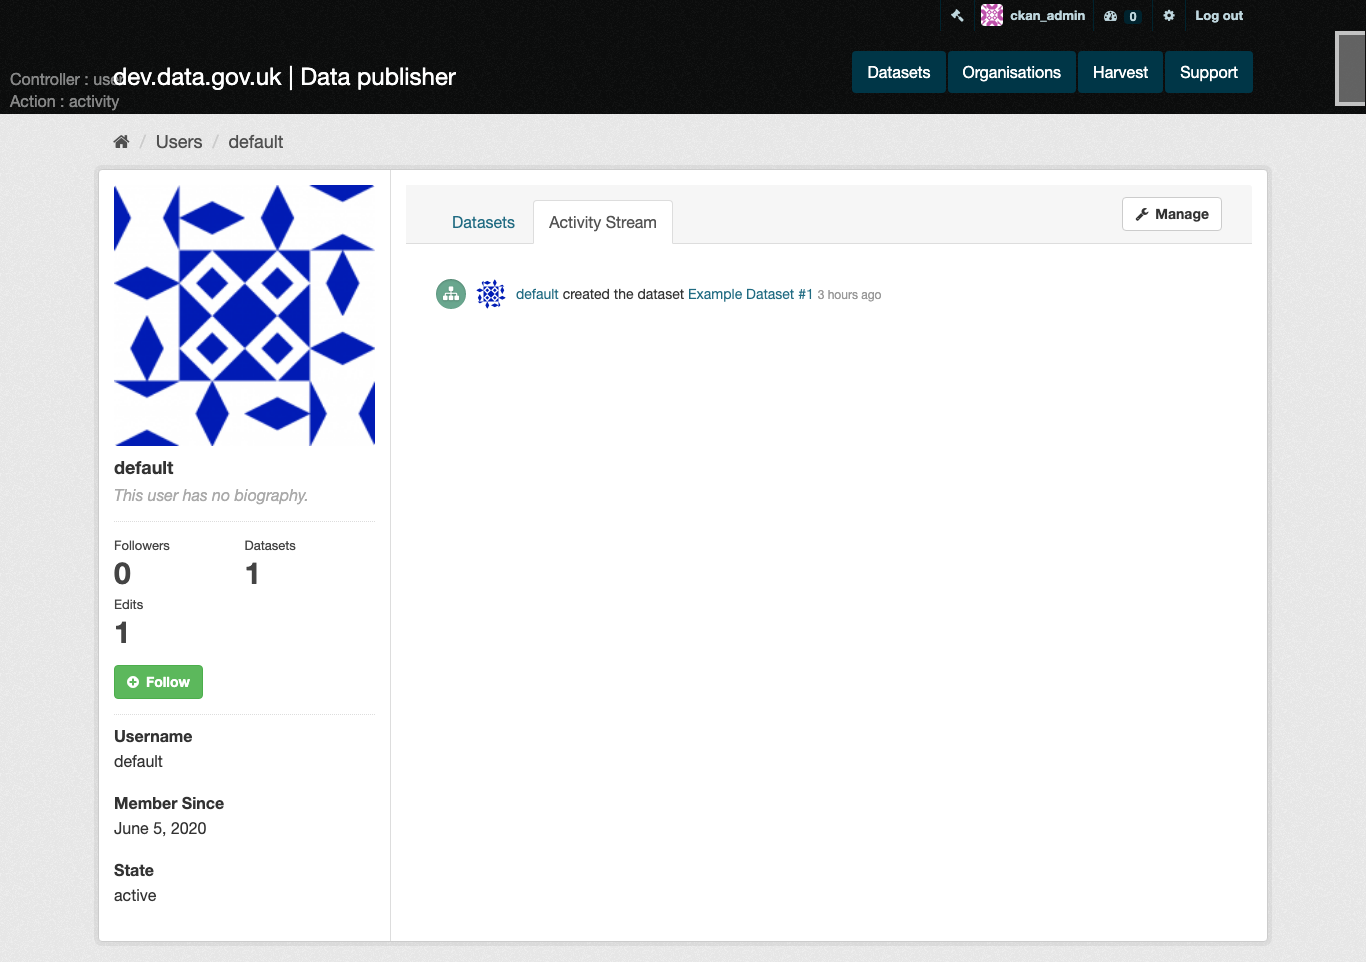 ckan_admin 0 Log out
Controller : user
Action : activity
dev.data.gov.uk | Data publisher
Datasets Organisations Harvest Support
/ Users / default
default
This user has no biography.
Followers Datasets
0 1
Edits
1
Follow
Username
default
Member Since
June 5, 2020
State
active
Datasets Activity Stream Manage
default created the dataset Example Dataset #1 3 hours ago